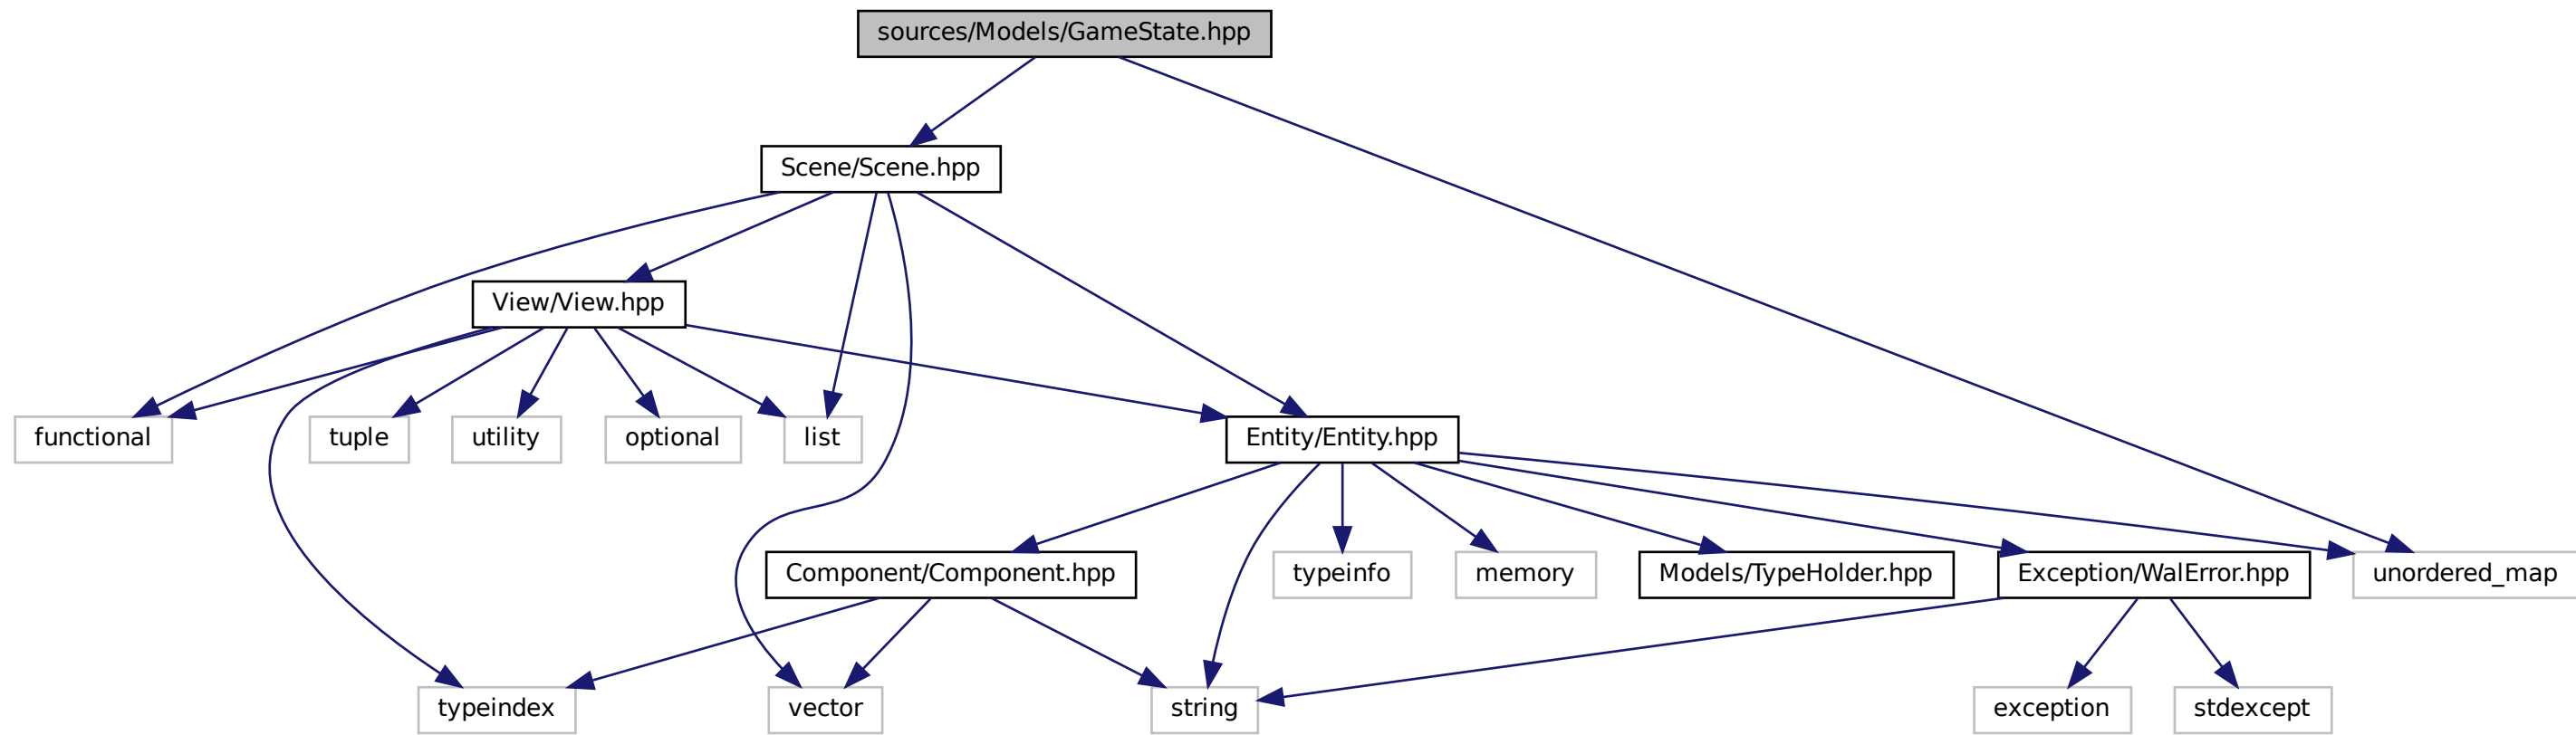 sources/Models/GameState.hpp
Scene/Scene.hpp
View/View.hpp
functional
tuple
utility
optional
list
Entity/Entity.hpp
Component/Component.hpp
typeinfo
memory
Models/TypeHolder.hpp
Exception/WalError.hpp
unordered_map
typeindex
vector
string
exception
stdexcept